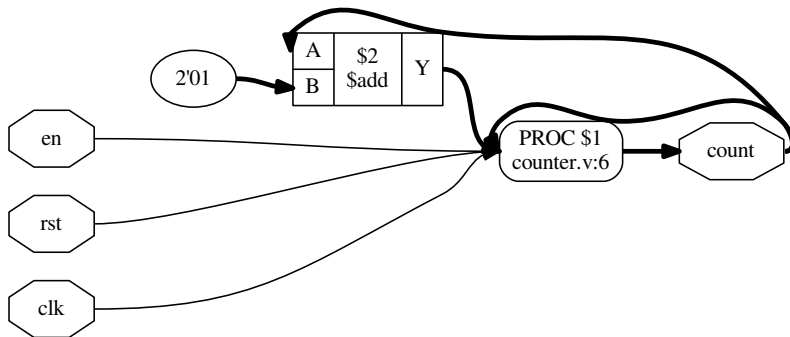 A
B
$2
$add
Y
2'01
en
PROC $1
counter.v:6
count
rst
clk